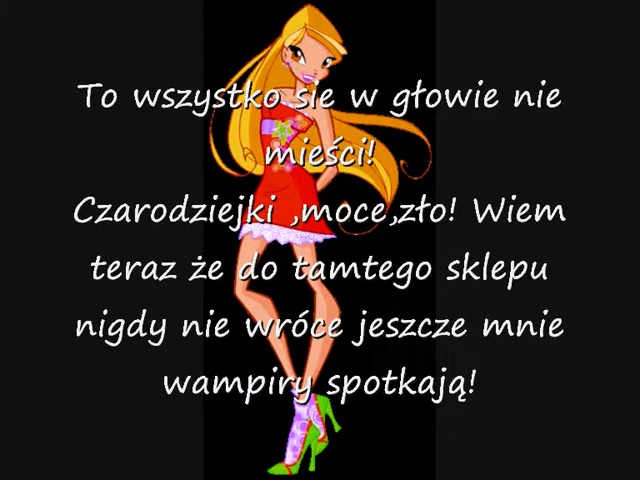 To wszystko sie w głowie nie
mieści!
Czarodziejki ,moce,zło! Wiem
teraz że do tamtego sklepu
nigdy nie wróce jeszcze mnie
wampiry spotkają!